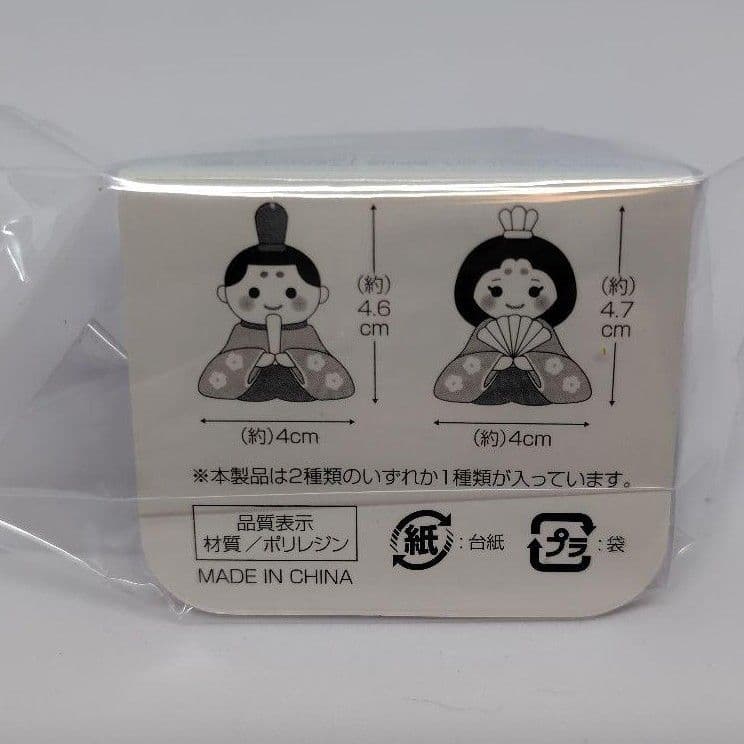 (約)
4.6
cm
(約)
4.7
cm
(約)4cm
(約)4cm
※本製品は2種類のいずれか1種類が入っています。
品質表示
材質/ポリレジン
紙:台紙
プラ:袋
MADE IN CHINA